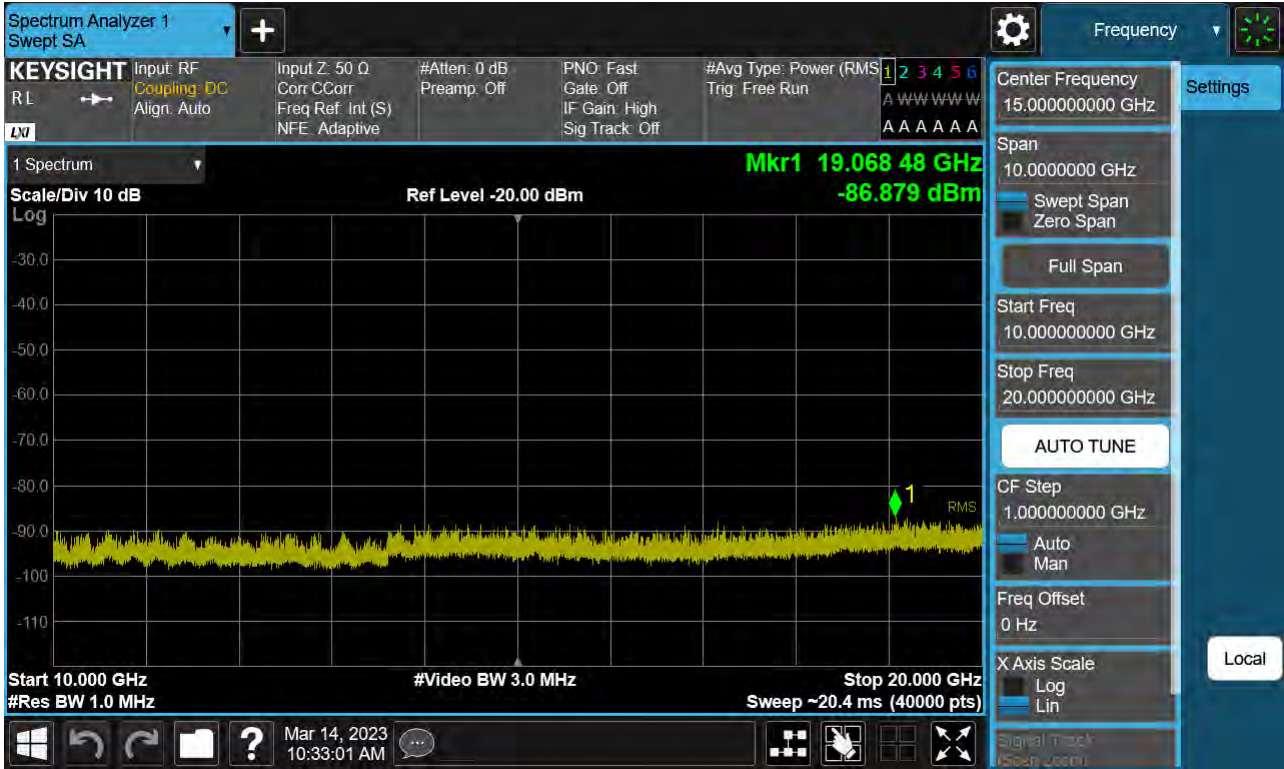 Spectrum Analyzer 1
Swept SA
Frequency
KEYSIGHT
R L
LXI
Input: RF
Coupling: DC
Align: Auto
Input Z: 50 Ω
Corr CCorr
Freq Ref: Int (S)
NFE: Adaptive
#Atten: 0 dB
Preamp: Off
PNO: Fast
Gate: Off
IF Gain: High
Sig Track: Off
#Avg Type: Power (RMS
Trig: Free Run
1 2 3 4 5 6
A W W W W W
A A A A A A
1 Spectrum
Scale/Div 10 dB
Ref Level -20.00 dBm
Mkr1 19.068 48 GHz
-86.879 dBm
Log
-30.0
-40.0
-50.0
-60.0
-70.0
-80.0
-90.0
-100
-110
1
RMS
Start 10.000 GHz
#Video BW 3.0 MHz
Stop 20.000 GHz
#Res BW 1.0 MHz
Sweep ~20.4 ms (40000 pts)
Center Frequency
15.000000000 GHz
Span
10.0000000 GHz
Swept Span
Zero Span
Full Span
Start Freq
10.000000000 GHz
Stop Freq
20.000000000 GHz
AUTO TUNE
CF Step
1.000000000 GHz
Auto
Man
Freq Offset
0 Hz
X Axis Scale
Log
Lin
Signal Track
(Span Zoom)
Settings
Local
?
Mar 14, 2023
10:33:01 AM